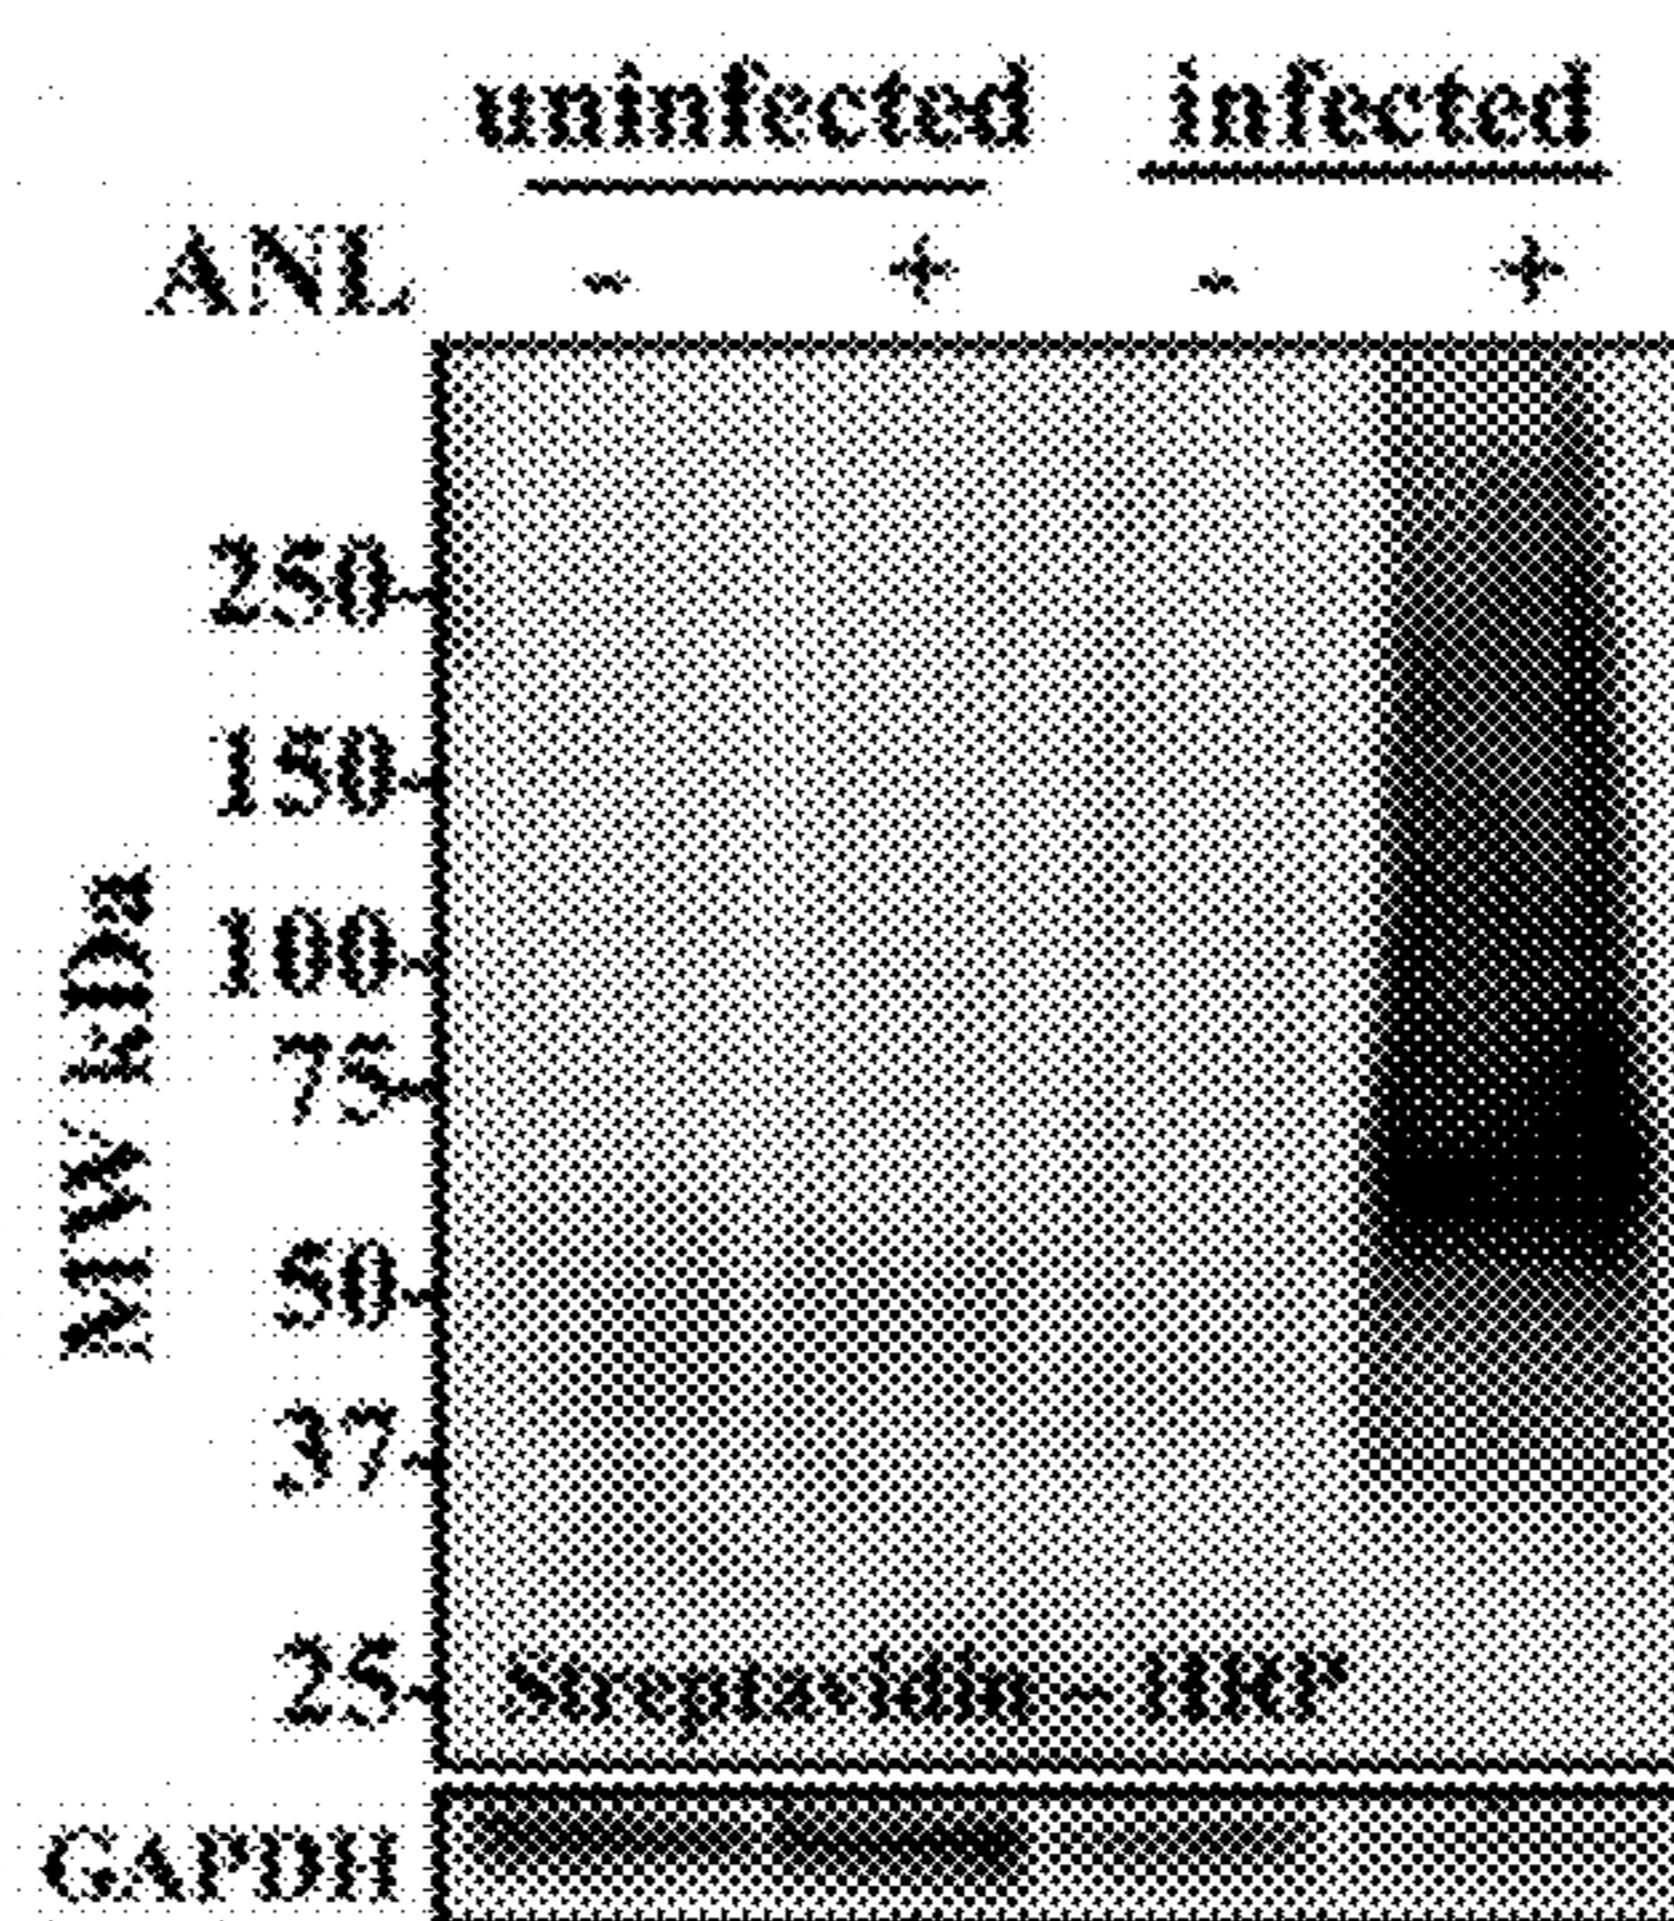 uninfected infected
ANL - + - +
250
150
100
75
50
37
25
MW kDa
Streptavidin - HRP
GAPDH